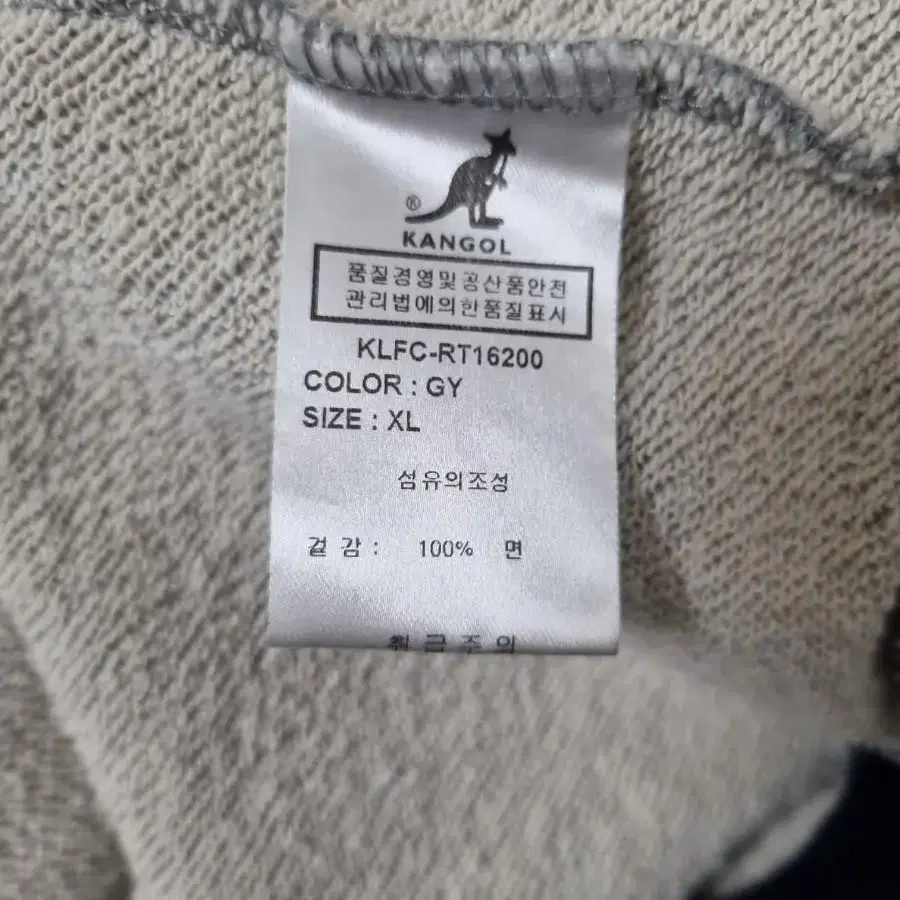 ®
KANGOL
품질경영및공산품안전
관리법에의한품질표시
KLFC-RT16200
COLOR : GY
SIZE : XL
섬유의조성
겉감 : 100% 면
취급주의